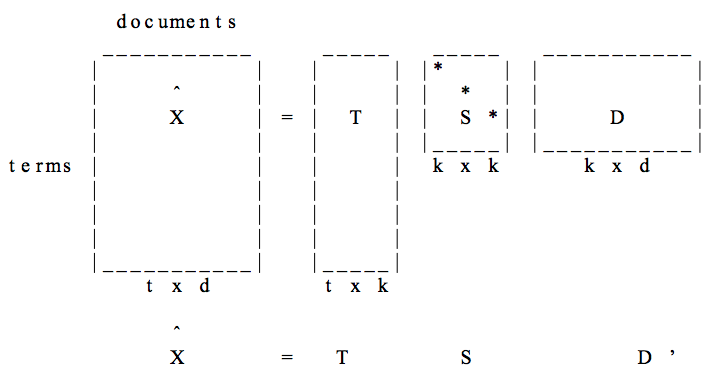 documents
*
^ *
X = T S * D
k x k k x d
terms
t x d t x k
^
X = T S D '